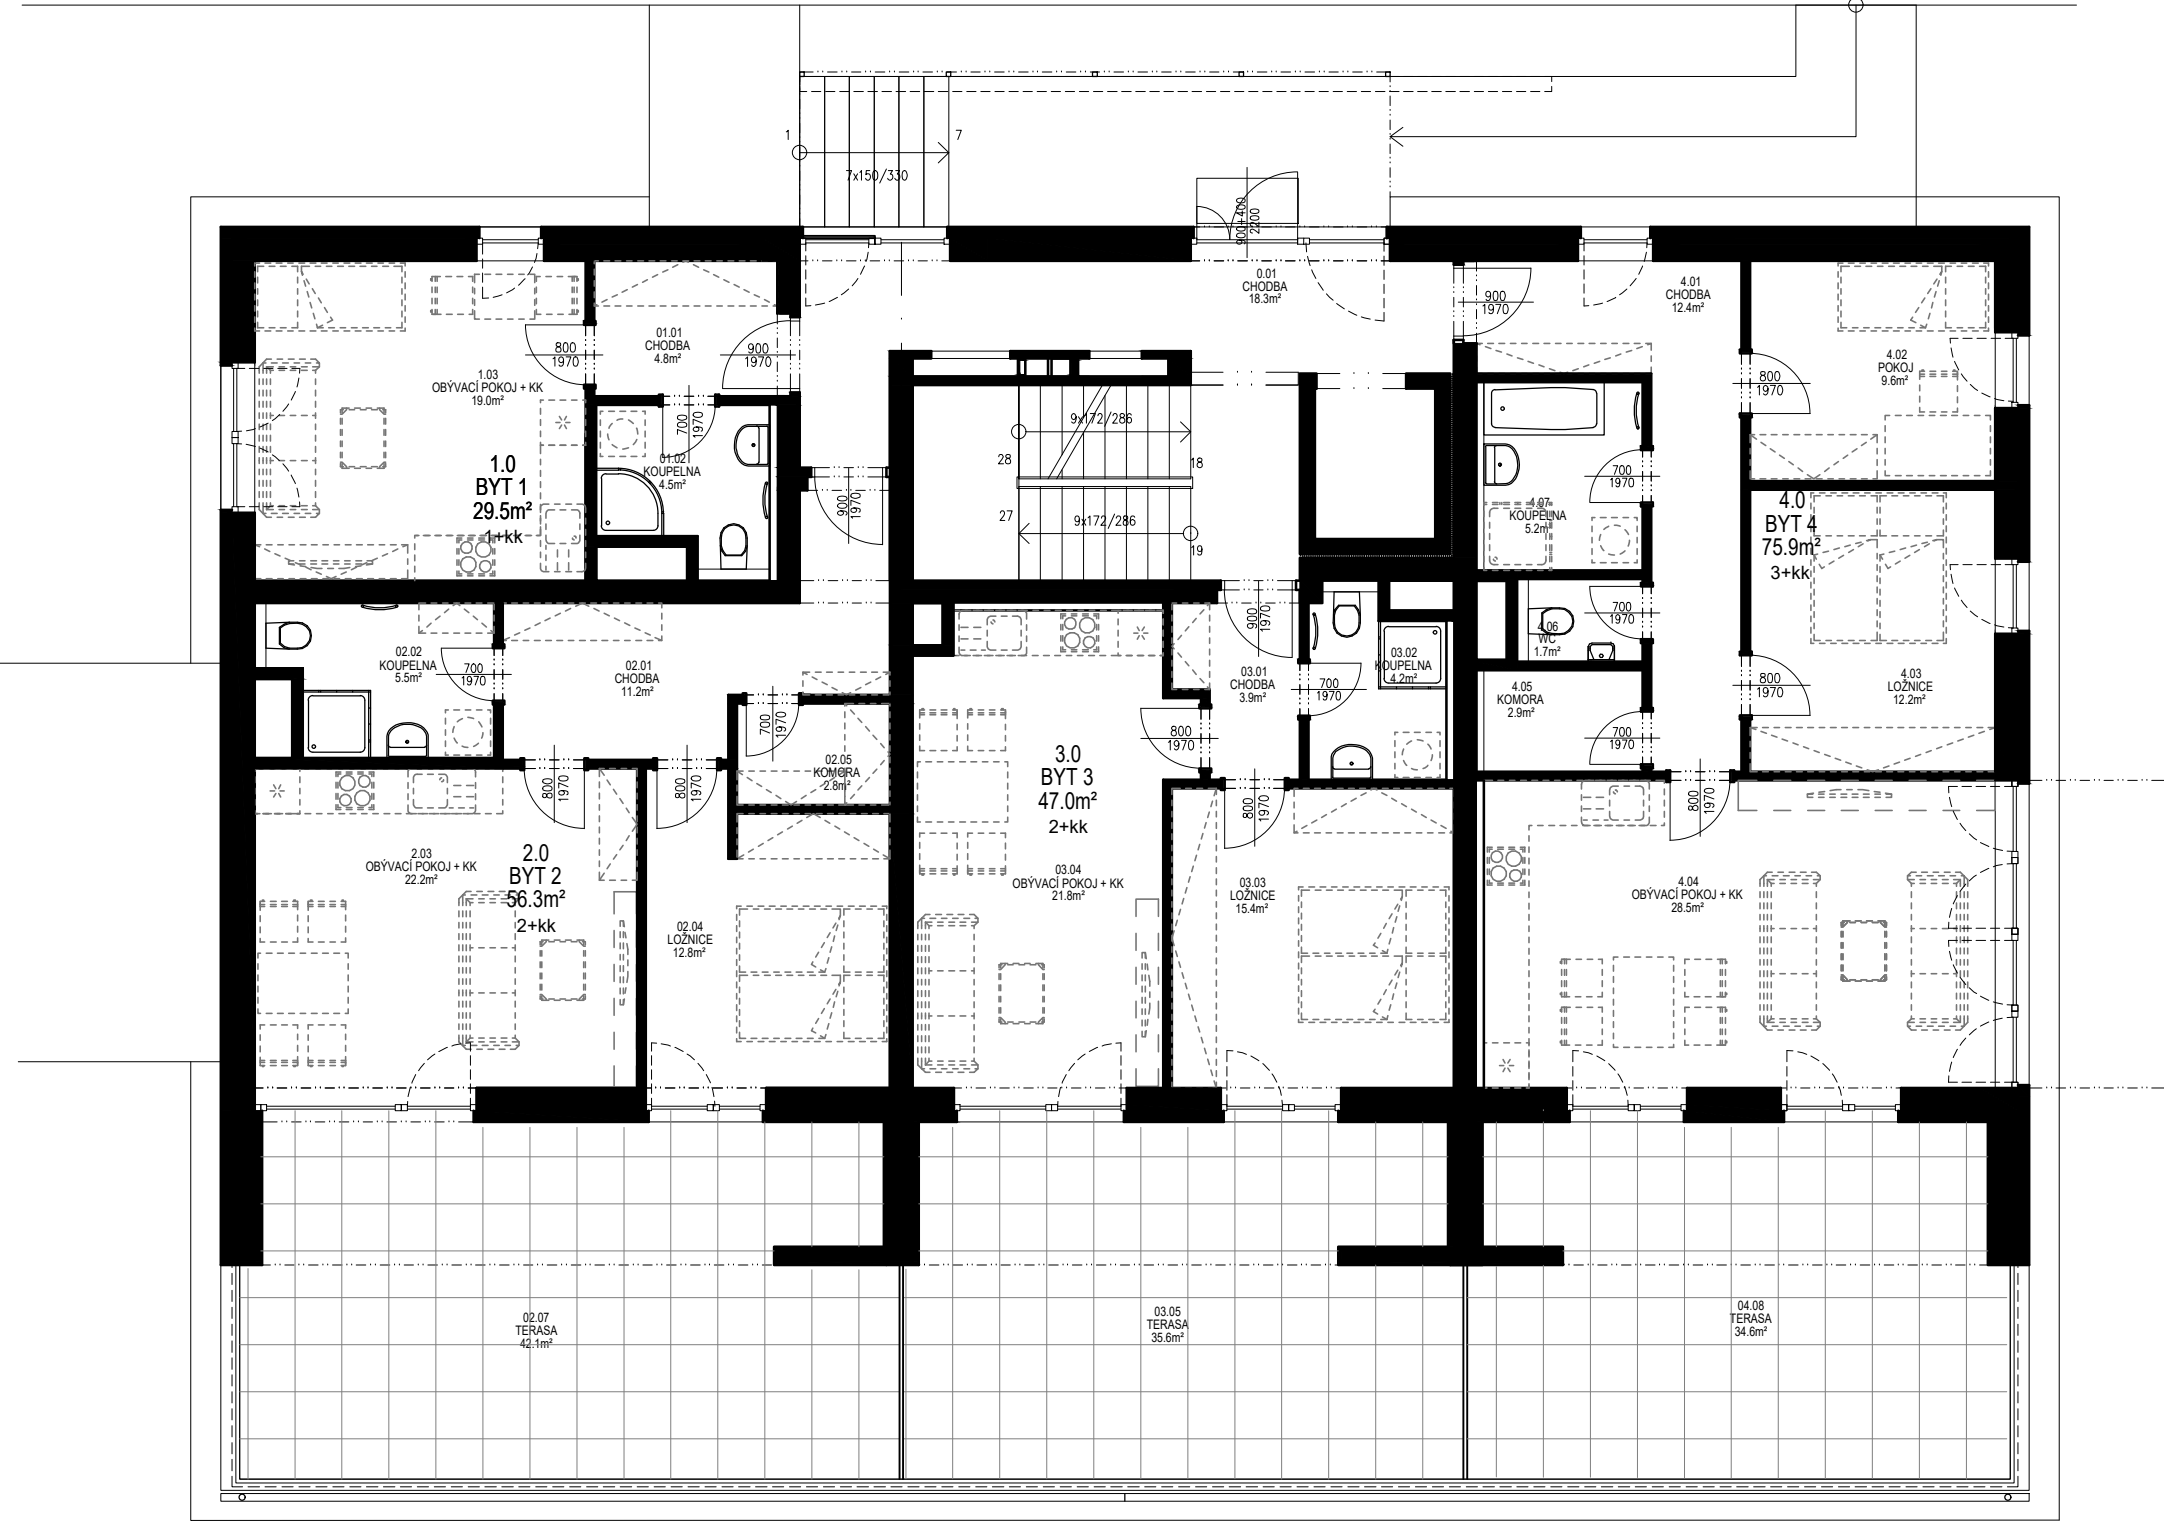 1
7
7x150/330
900+400
2200
0.01
CHODBA
18.3m²
900
1970
4.01
CHODBA
12.4m²
01.01
CHODBA
4.8m²
800
1970
900
1970
1.03
OBÝVACÍ POKOJ + KK
19.0m²
4.02
POKOJ
9.6m²
800
1970
700
1970
9x172/286
28
18
27
9x172/286
19
01.02
KOUPELNA
4.5m²
1.0
BYT 1
29.5m²
1+kk
900
1970
700
1970
4.07
KOUPELNA
5.2m²
4.0
BYT 4
75.9m²
3+kk
900
1970
700
1970
4.06
WC
1.7m²
02.02
KOUPELNA
5.5m²
700
1970
02.01
CHODBA
11.2m²
03.01
CHODBA
3.9m²
700
1970
03.02
KOUPELNA
4.2m²
4.05
KOMORA
2.9m²
800
1970
4.03
LOŽNICE
12.2m²
700
1970
800
1970
700
1970
02.05
KOMORA
2.8m²
3.0
BYT 3
47.0m²
2+kk
800
1970
800
1970
800
1970
800
1970
2.03
OBÝVACÍ POKOJ + KK
22.2m²
2.0
BYT 2
56.3m²
2+kk
03.04
OBÝVACÍ POKOJ + KK
21.8m²
03.03
LOŽNICE
15.4m²
4.04
OBÝVACÍ POKOJ + KK
28.5m²
02.04
LOŽNICE
12.8m²
02.07
TERASA
42.1m²
03.05
TERASA
35.6m²
04.08
TERASA
34.6m²